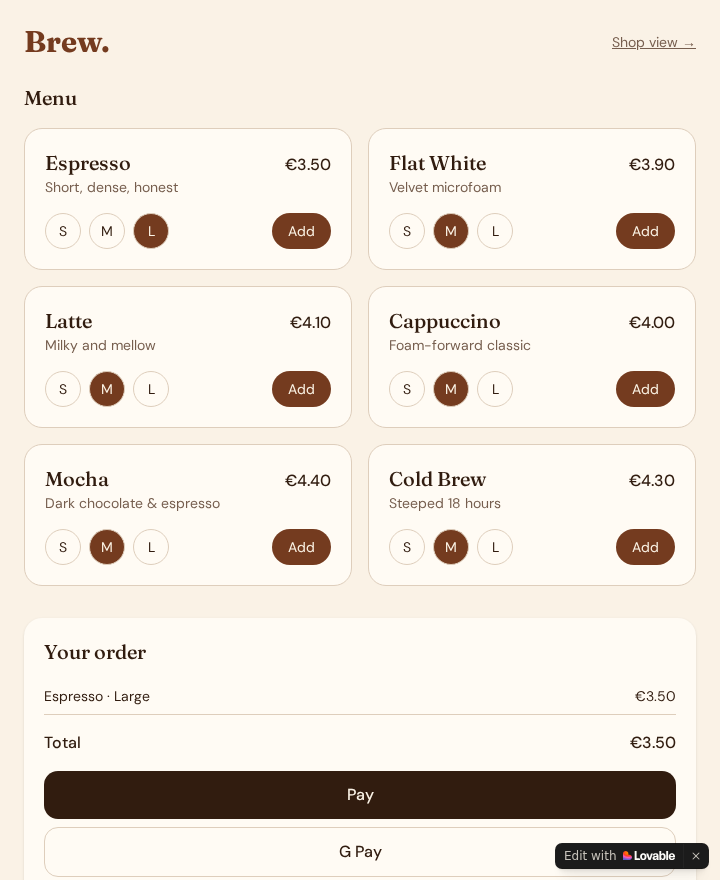 Brew.
Shop view →
Menu
Espresso €3.50
Short, dense, honest
S M L Add
Flat White €3.90
Velvet microfoam
S M L Add
Latte €4.10
Milky and mellow
S M L Add
Cappuccino €4.00
Foam-forward classic
S M L Add
Mocha €4.40
Dark chocolate & espresso
S M L Add
Cold Brew €4.30
Steeped 18 hours
S M L Add
Your order
Espresso · Large €3.50
Total €3.50
Pay
G Pay
Edit with Lovable ×